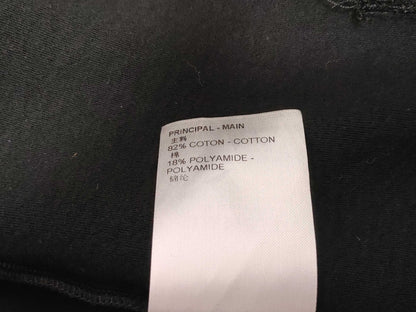 PRINCIPAL - MAIN
主料
82% COTON - COTTON
棉
18% POLYAMIDE -
POLYAMIDE
锦纶